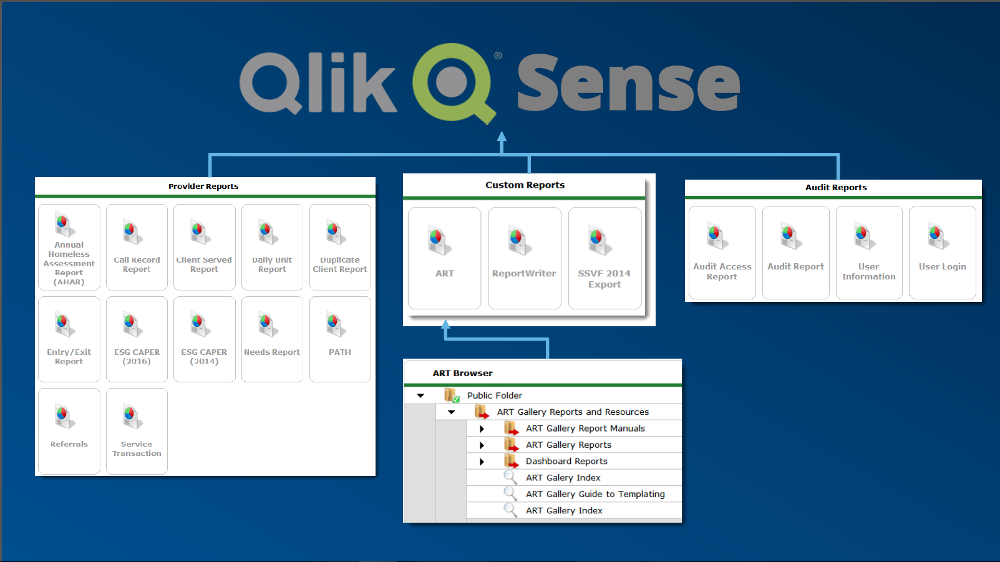 Qlik Q® Sense
Provider Reports
Annual
Homeless
Assessment
Report
(AHAR)
Call Record
Report
Client Served
Report
Daily Unit
Report
Duplicate
Client Report
Entry/Exit
Report
ESG CAPER
(2016)
ESG CAPER
(2014)
Needs Report
PATH
Referrals
Service
Transaction
Custom Reports
ART
ReportWriter
SSVF 2014
Export
Audit Reports
Audit Access
Report
Audit Report
User
Information
User Login
ART Browser
Public Folder
ART Gallery Reports and Resources
ART Gallery Report Manuals
ART Gallery Reports
Dashboard Reports
ART Galery Index
ART Gallery Guide to Templating
ART Gallery Index